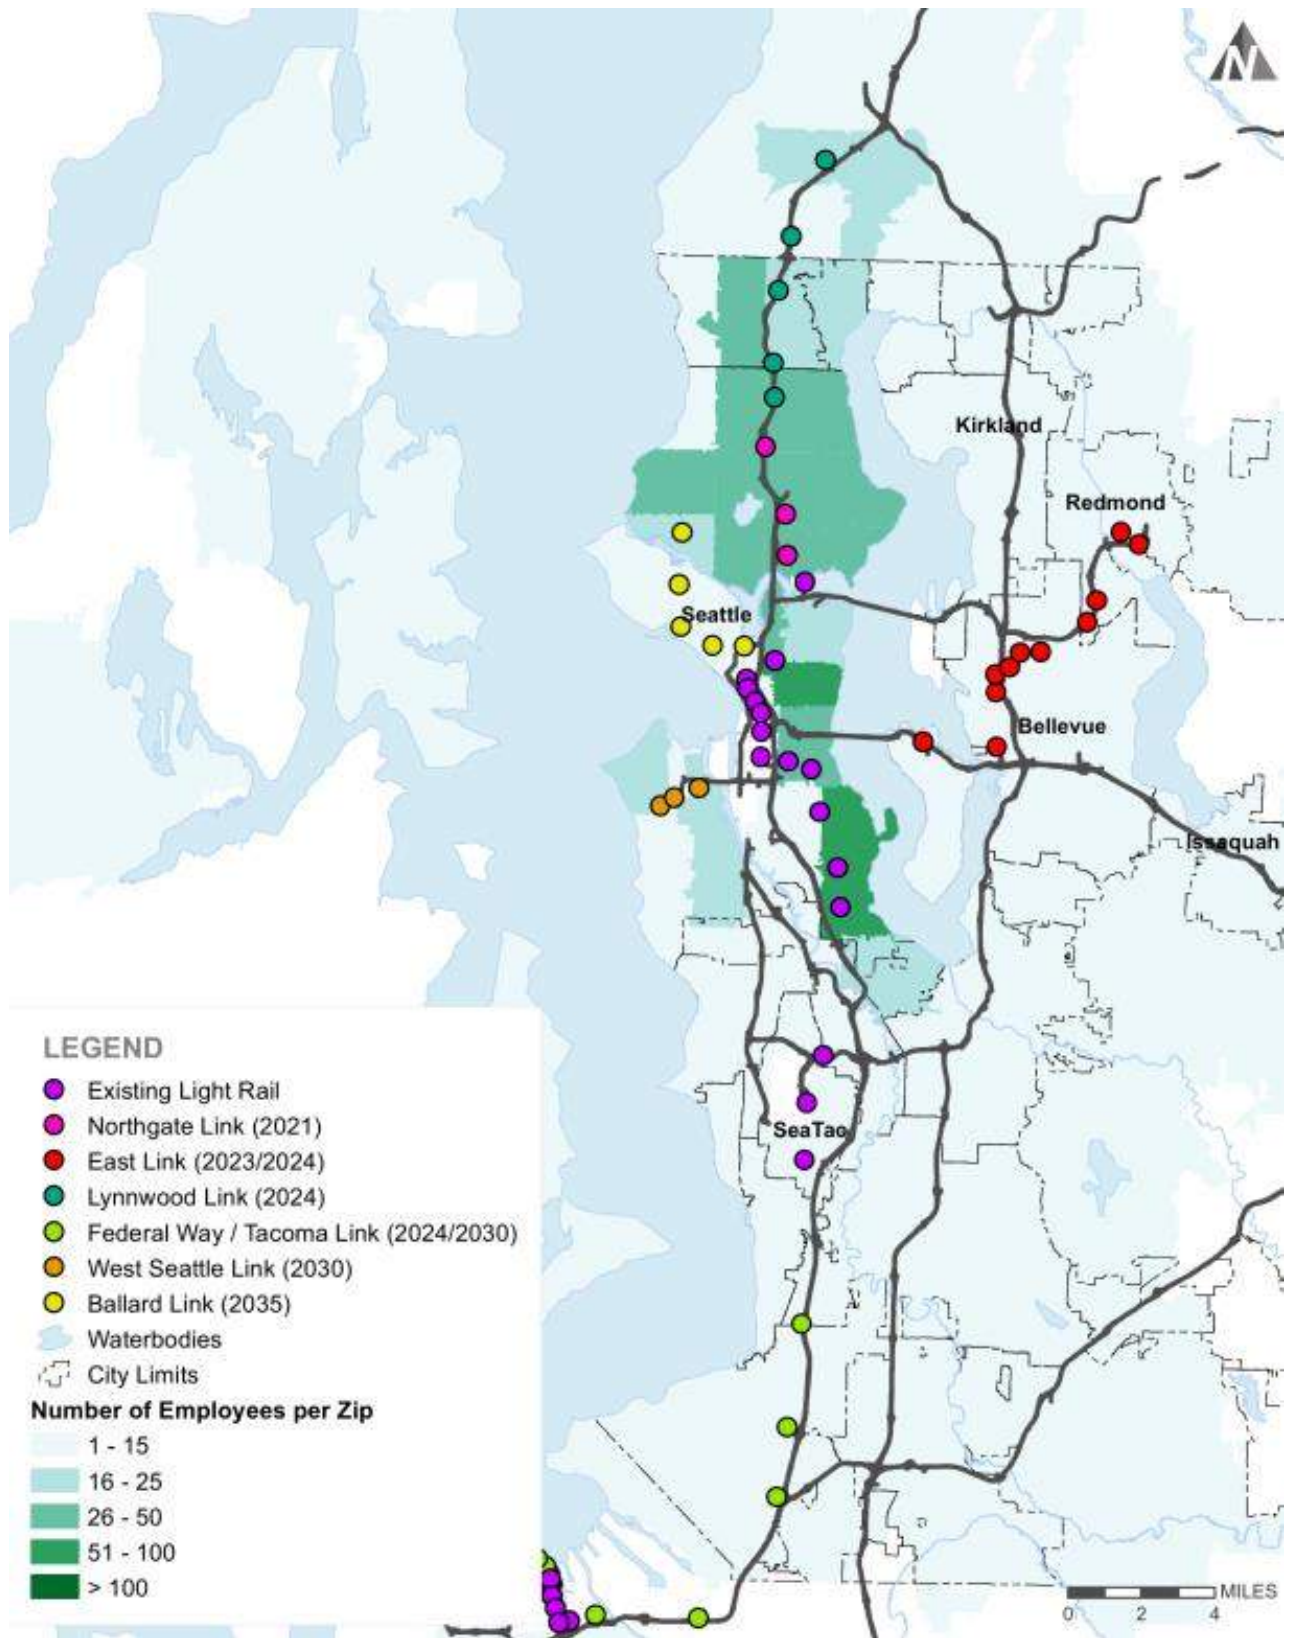 N
Kirkland
Redmond
Seattle
Bellevue
Issaquah
SeaTac
LEGEND
Existing Light Rail
Northgate Link (2021)
East Link (2023/2024)
Lynnwood Link (2024)
Federal Way / Tacoma Link (2024/2030)
West Seattle Link (2030)
Ballard Link (2035)
Waterbodies
City Limits
Number of Employees per Zip
1 - 15
16 - 25
26 - 50
51 - 100
> 100
MILES
0 2 4